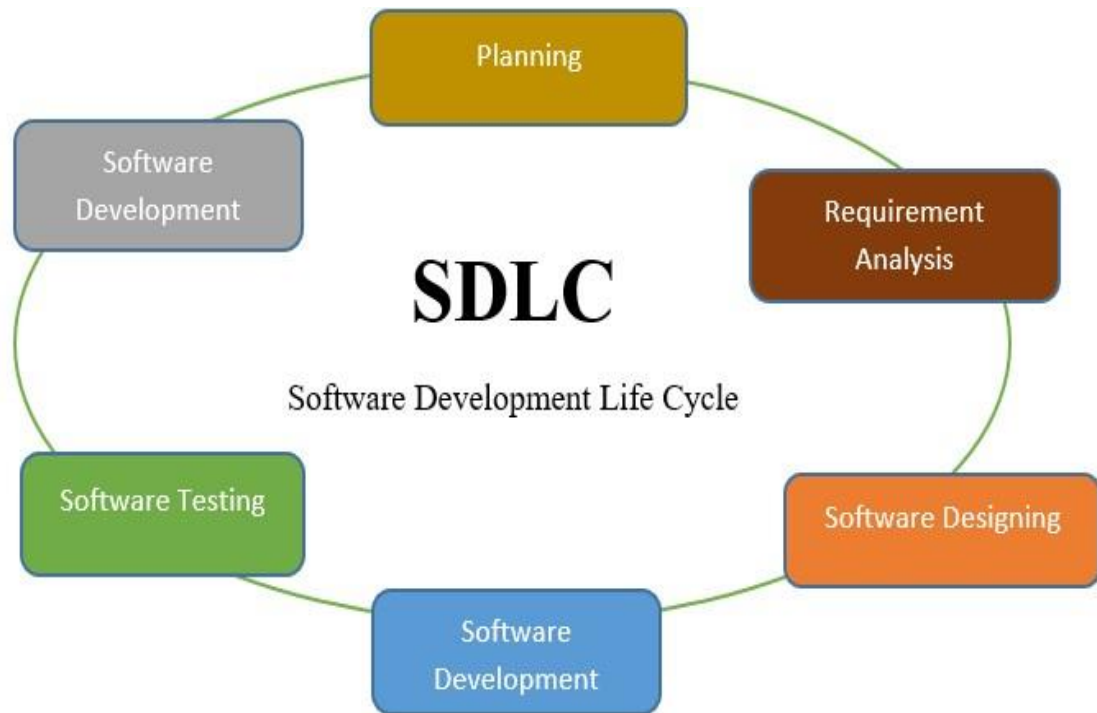 Planning
Requirement
Analysis
Software Designing
Software
Development
Software Testing
Software
Development
SDLC
Software Development Life Cycle